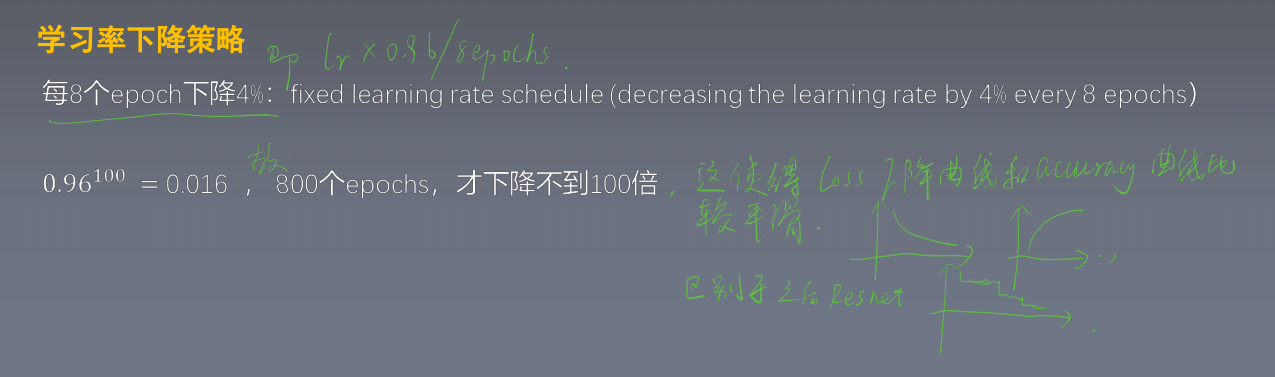 学习率下降策略
即 lr × 0.96/8epochs.
每8个epoch下降4%：fixed learning rate schedule (decreasing the learning rate by 4% every 8 epochs)
0.96¹⁰⁰ = 0.016 ，故 800个epochs，才下降不到100倍，这使得 Loss 下降曲线和 accuracy 曲线比
较平滑.
区别于之后 Resnet